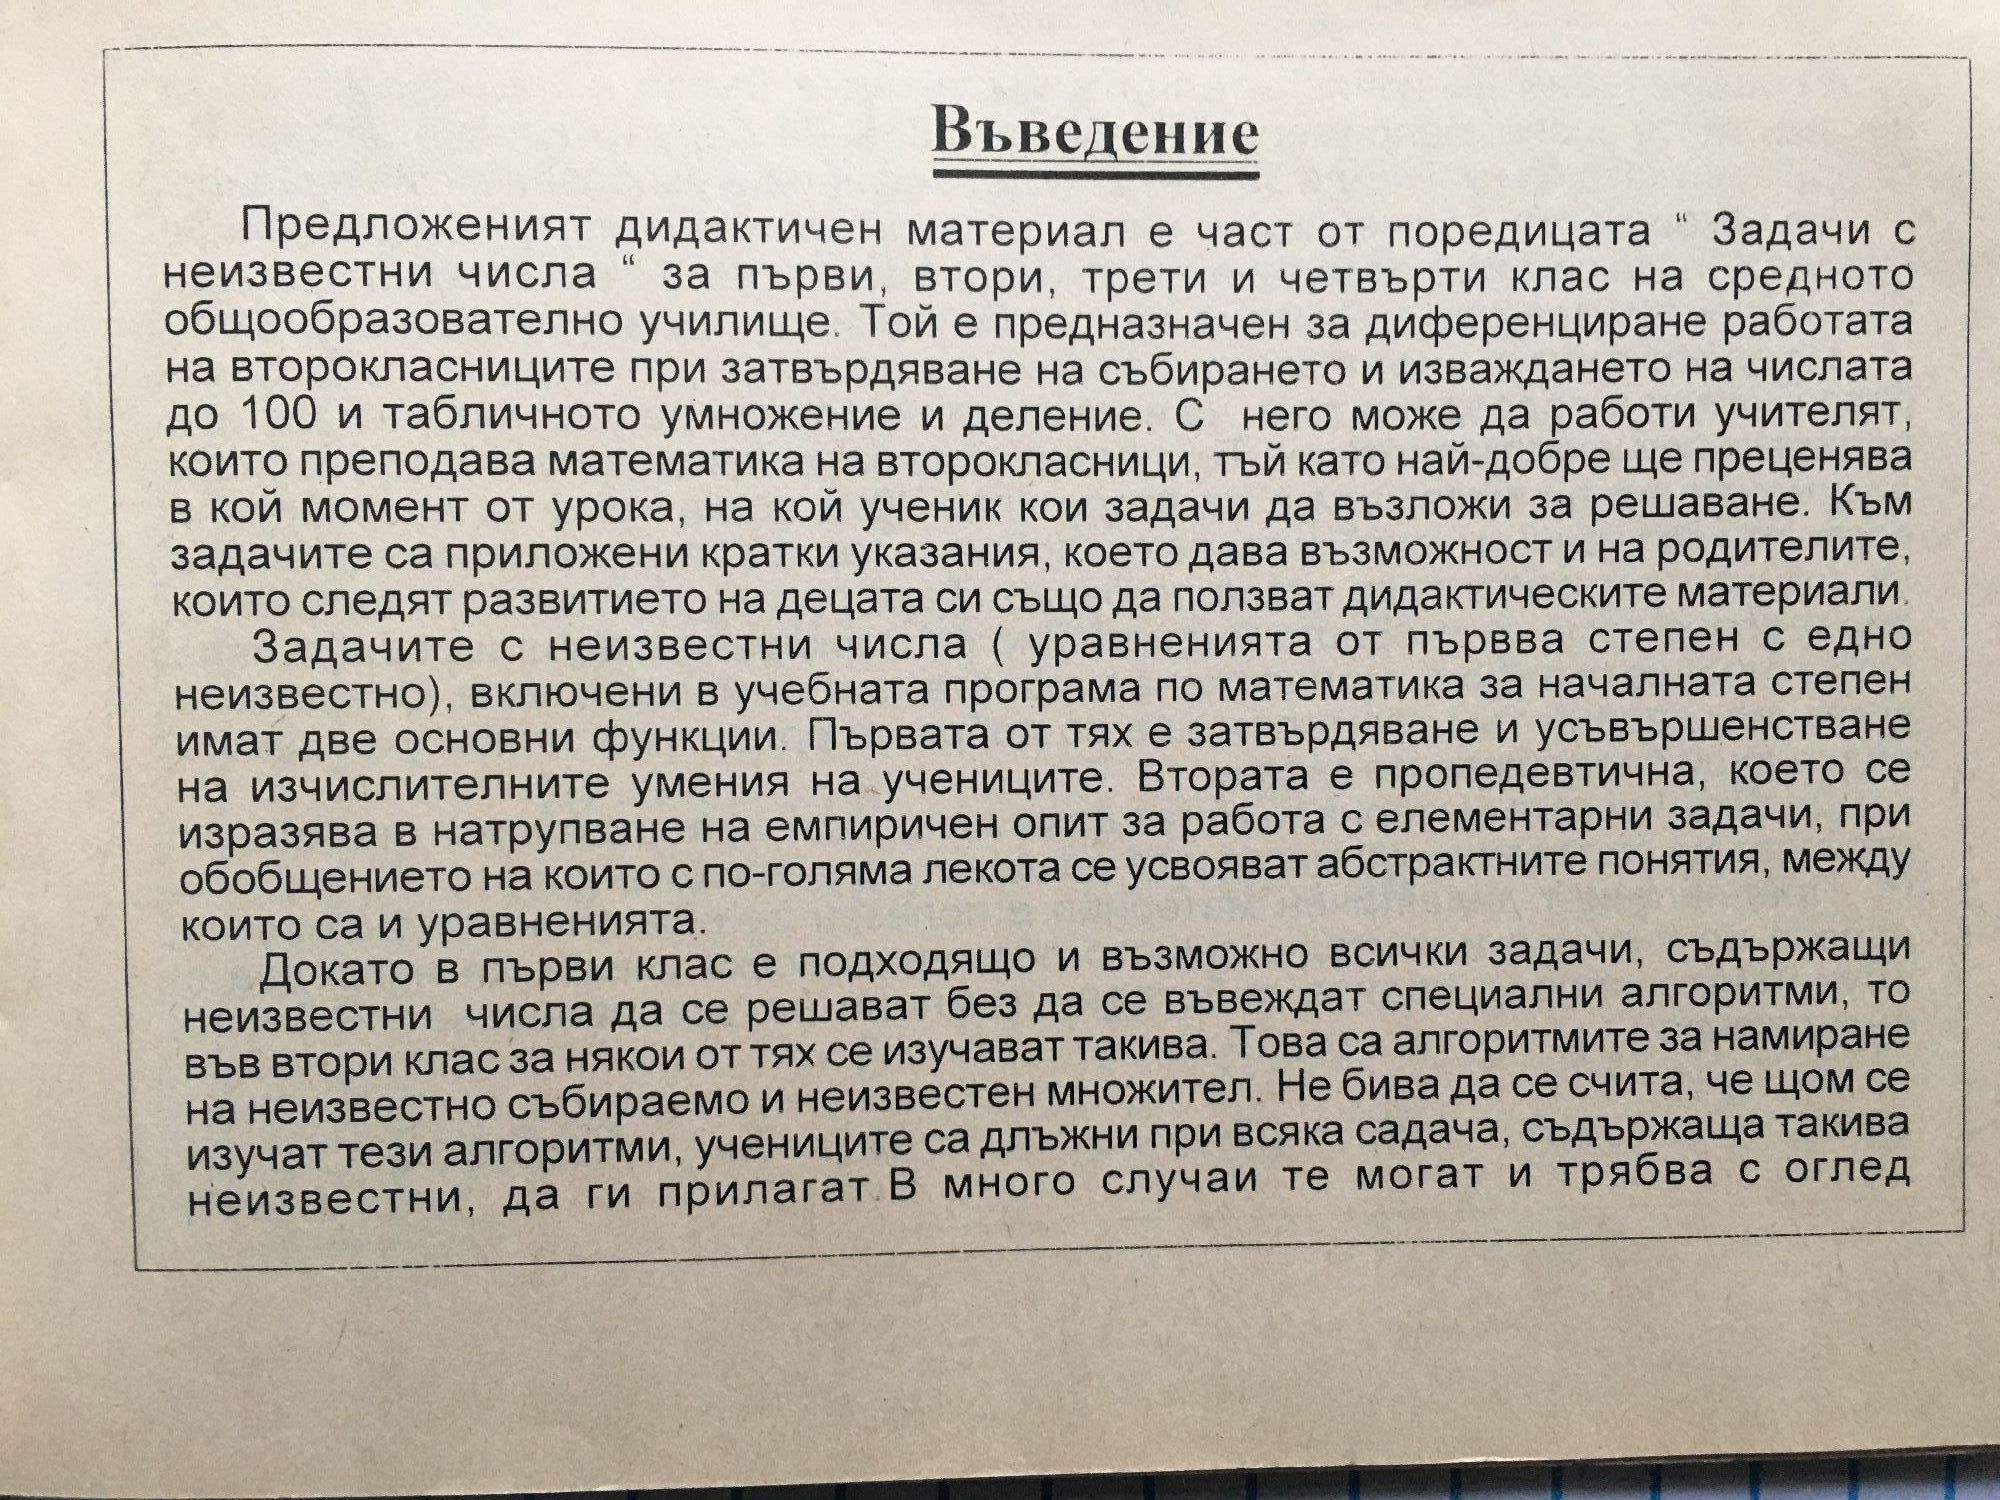 Въведение
Предложеният дидактичен материал е част от поредицата “ Задачи с
неизвестни числа “ за първи, втори, трети и четвърти клас на средното
общообразователно училище. Той е предназначен за диференциране работата
на второкласниците при затвърдяване на събирането и изваждането на числата
до 100 и табличното умножение и деление. С него може да работи учителят,
които преподава математика на второкласници, тъй като най-добре ще преценява
в кой момент от урока, на кой ученик кои задачи да възложи за решаване. Към
задачите са приложени кратки указания, което дава възможност и на родителите,
които следят развитието на децата си също да ползват дидактическите материали.
Задачите с неизвестни числа ( уравненията от първва степен с едно
неизвестно), включени в учебната програма по математика за началната степен
имат две основни функции. Първата от тях е затвърдяване и усъвършенстване
на изчислителните умения на учениците. Втората е пропедевтична, което се
изразява в натрупване на емпиричен опит за работа с елементарни задачи, при
обобщението на които с по-голяма лекота се усвояват абстрактните понятия, между
които са и уравненията.
Докато в първи клас е подходящо и възможно всички задачи, съдържащи
неизвестни числа да се решават без да се въвеждат специални алгоритми, то
във втори клас за някои от тях се изучават такива. Това са алгоритмите за намиране
на неизвестно събираемо и неизвестен множител. Не бива да се счита, че щом се
изучат тези алгоритми, учениците са длъжни при всяка садача, съдържаща такива
неизвестни, да ги прилагат. В много случаи те могат и трябва с оглед